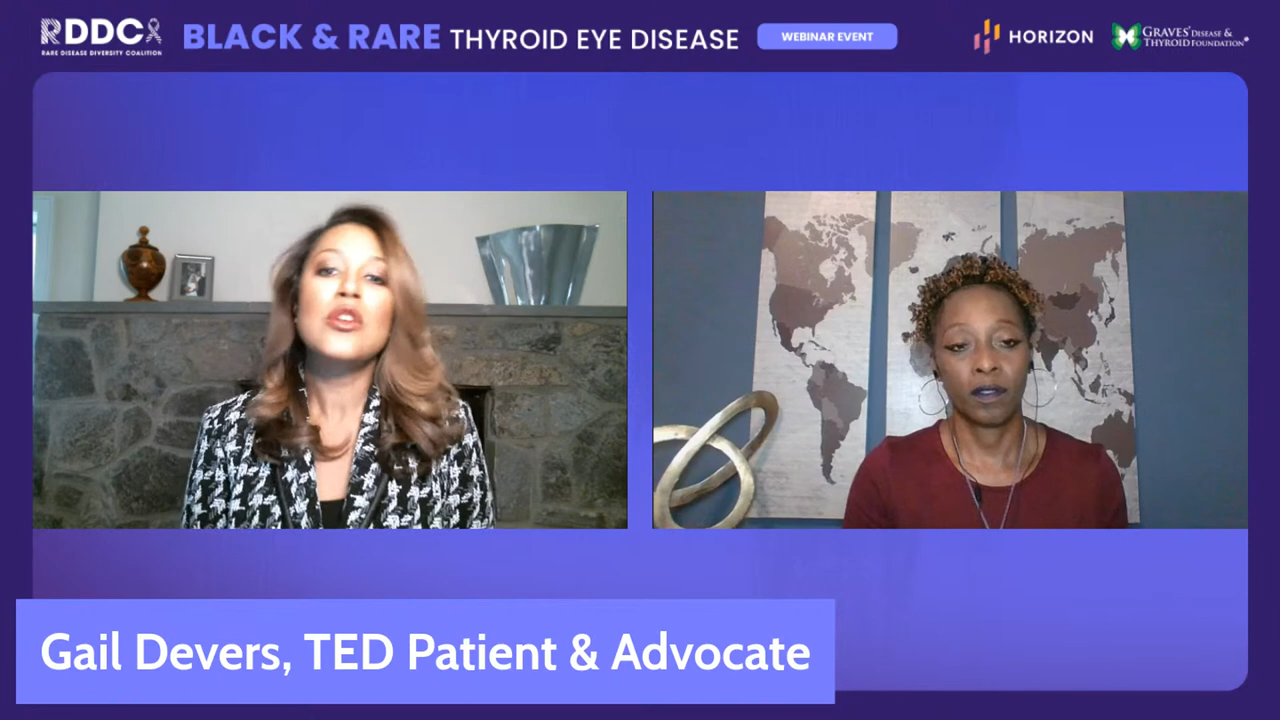 RDDC
RARE DISEASE DIVERSITY COALITION
BLACK & RARE THYROID EYE DISEASE
WEBINAR EVENT
HORIZON
GRAVES' DISEASE &
THYROID FOUNDATION
Gail Devers, TED Patient & Advocate